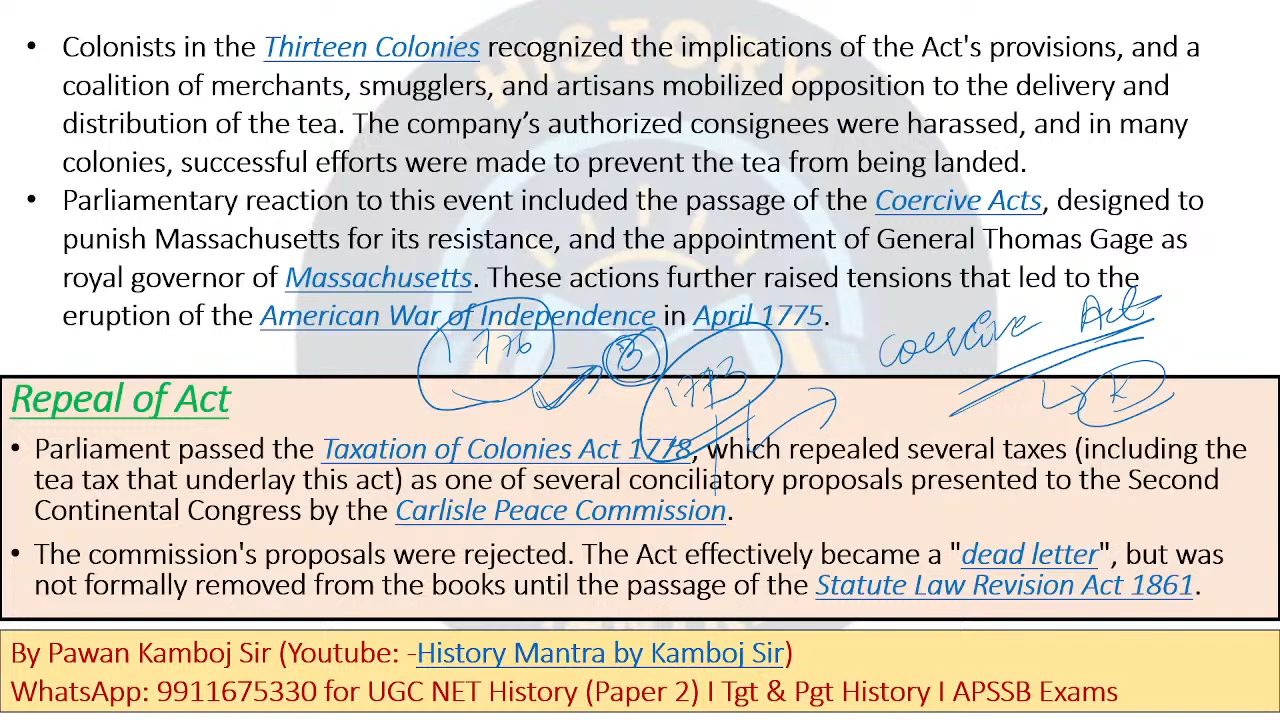 HISTORY
• Colonists in the Thirteen Colonies recognized the implications of the Act's provisions, and a
coalition of merchants, smugglers, and artisans mobilized opposition to the delivery and
distribution of the tea. The company’s authorized consignees were harassed, and in many
colonies, successful efforts were made to prevent the tea from being landed.
• Parliamentary reaction to this event included the passage of the Coercive Acts, designed to
punish Massachusetts for its resistance, and the appointment of General Thomas Gage as
royal governor of Massachusetts. These actions further raised tensions that led to the
eruption of the American War of Independence in April 1775.
coercive Act
1776
1773
Repeal of Act
• Parliament passed the Taxation of Colonies Act 1778, which repealed several taxes (including the
tea tax that underlay this act) as one of several conciliatory proposals presented to the Second
Continental Congress by the Carlisle Peace Commission.
• The commission's proposals were rejected. The Act effectively became a "dead letter", but was
not formally removed from the books until the passage of the Statute Law Revision Act 1861.
By Pawan Kamboj Sir (Youtube: -History Mantra by Kamboj Sir)
WhatsApp: 9911675330 for UGC NET History (Paper 2) I Tgt & Pgt History I APSSB Exams